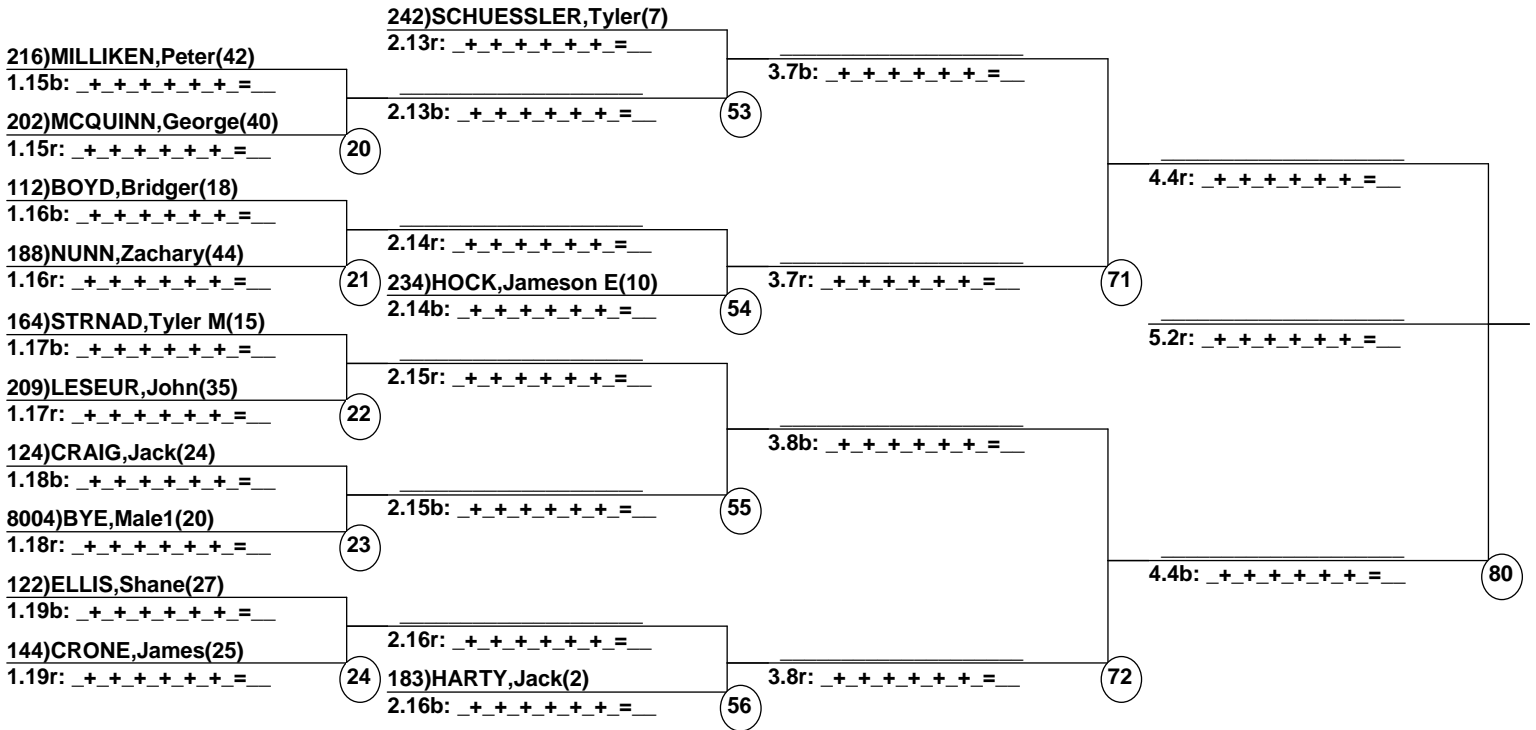 242)SCHUESSLER,Tyler(7)
2.13r: _+_+_+_+_+_=__
216)MILLIKEN,Peter(42)
1.15b: _+_+_+_+_+_=__
3.7b: _+_+_+_+_+_=__
2.13b: _+_+_+_+_+_=__
53
202)MCQUINN,George(40)
1.15r: _+_+_+_+_+_=__
20
4.4r: _+_+_+_+_+_=__
112)BOYD,Bridger(18)
1.16b: _+_+_+_+_+_=__
2.14r: _+_+_+_+_+_=__
188)NUNN,Zachary(44)
1.16r: _+_+_+_+_+_=__
21
234)HOCK,Jameson E(10)
2.14b: _+_+_+_+_+_=__
54
3.7r: _+_+_+_+_+_=__
71
164)STRNAD,Tyler M(15)
1.17b: _+_+_+_+_+_=__
5.2r: _+_+_+_+_+_=__
2.15r: _+_+_+_+_+_=__
209)LESEUR,John(35)
1.17r: _+_+_+_+_+_=__
22
3.8b: _+_+_+_+_+_=__
124)CRAIG,Jack(24)
1.18b: _+_+_+_+_+_=__
2.15b: _+_+_+_+_+_=__
55
8004)BYE,Male1(20)
1.18r: _+_+_+_+_+_=__
23
4.4b: _+_+_+_+_+_=__
80
122)ELLIS,Shane(27)
1.19b: _+_+_+_+_+_=__
2.16r: _+_+_+_+_+_=__
144)CRONE,James(25)
1.19r: _+_+_+_+_+_=__
24
183)HARTY,Jack(2)
2.16b: _+_+_+_+_+_=__
56
3.8r: _+_+_+_+_+_=__
72